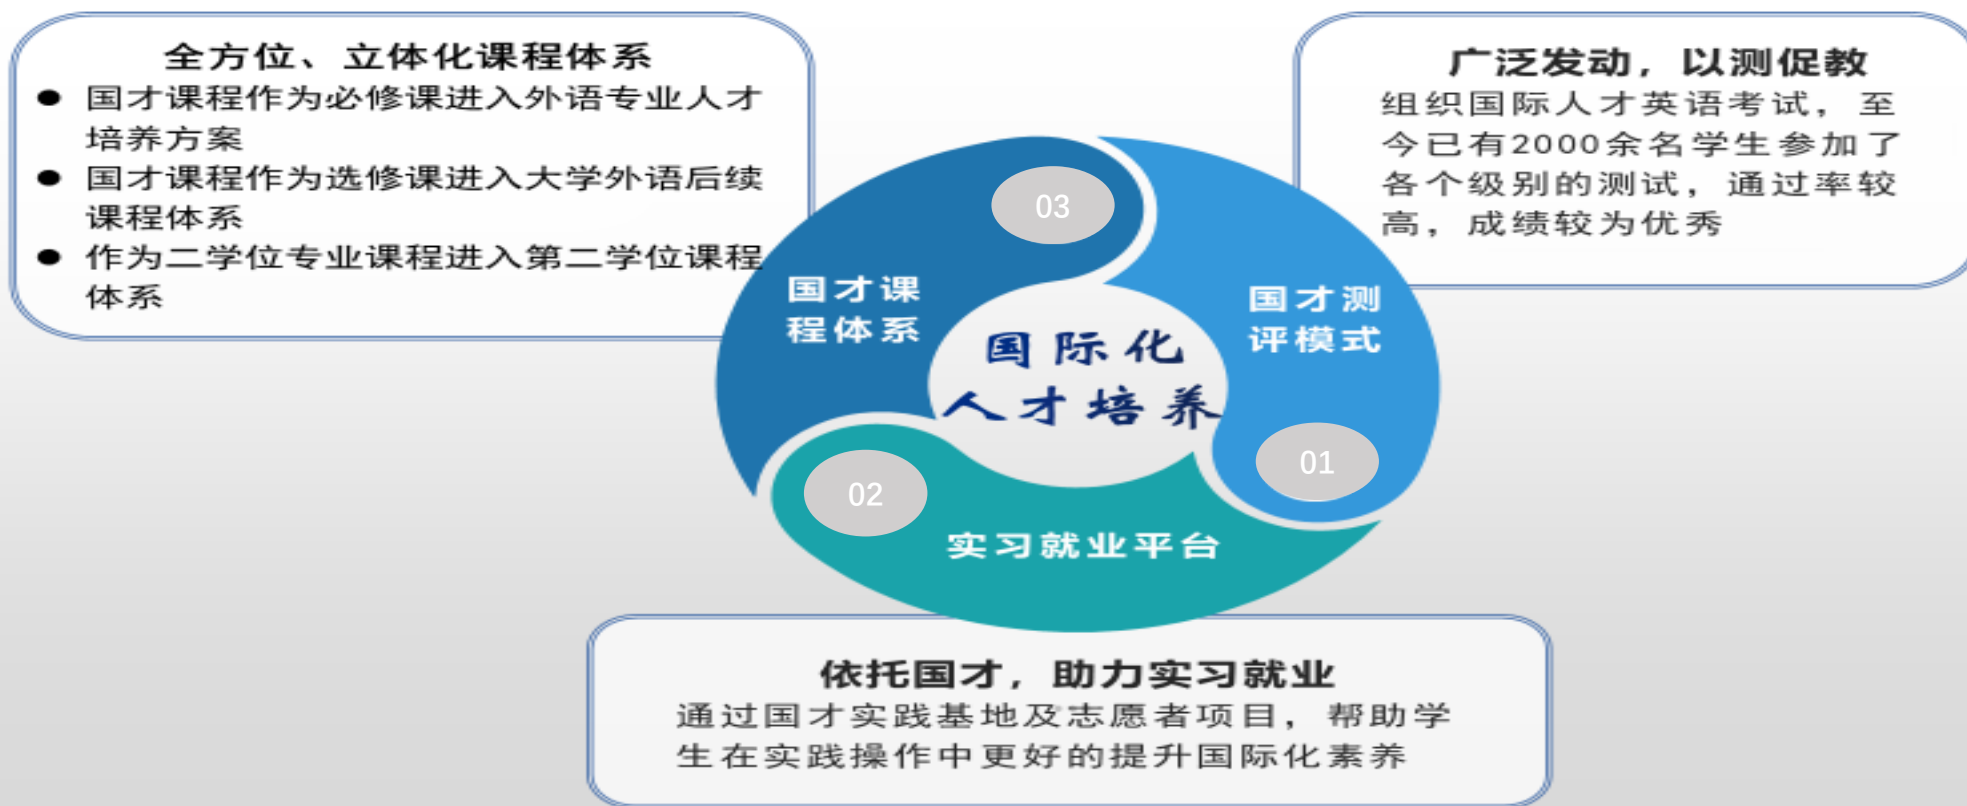 全方位、立体化课程体系
● 国才课程作为必修课进入外语专业人才
培养方案
● 国才课程作为选修课进入大学外语后续
课程体系
● 作为二学位专业课程进入第二学位课程
体系
广泛发动，以测促教
组织国际人才英语考试，至
今已有2000余名学生参加了
各个级别的测试，通过率较
高，成绩较为优秀
03
国才课
程体系
国才测
评模式
国际化
人才培养
01
02
实习就业平台
依托国才，助力实习就业
通过国才实践基地及志愿者项目，帮助学
生在实践操作中更好的提升国际化素养